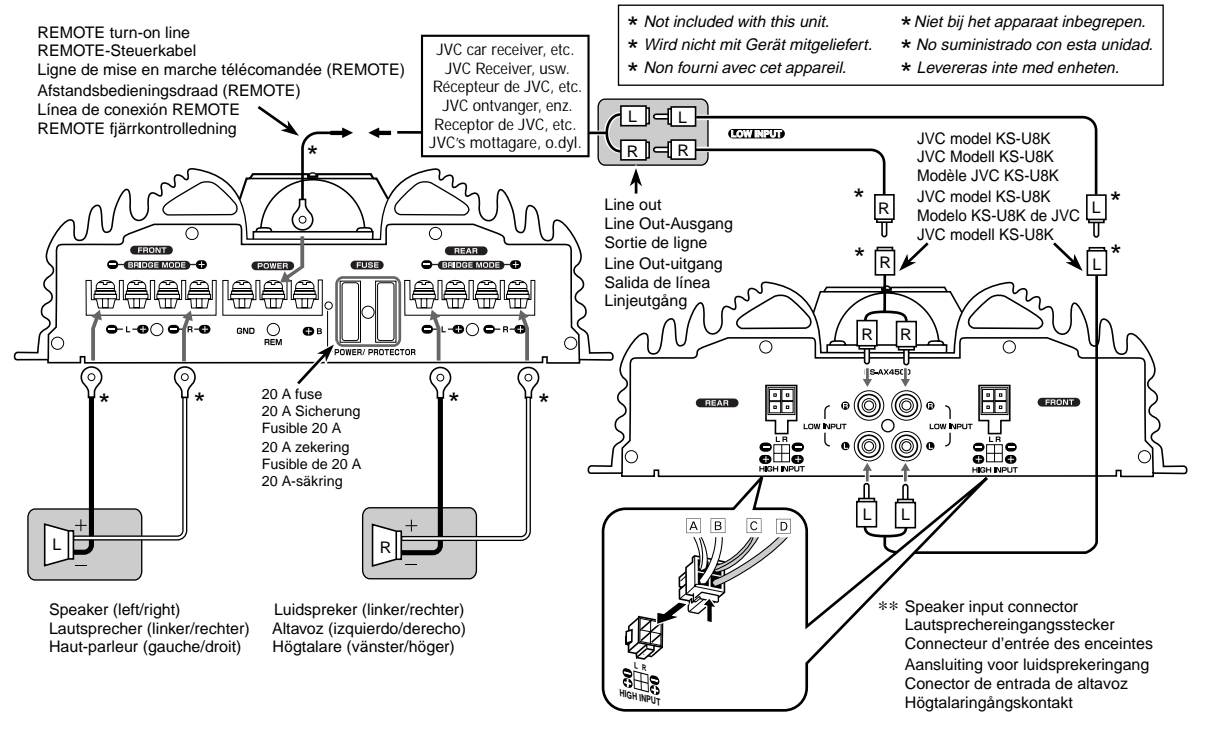 REMOTE turn-on line
REMOTE-Steuerkabel
Ligne de mise en marche télécomandée (REMOTE)
Afstandsbedieningsdraad (REMOTE)
Línea de conexión REMOTE
REMOTE fjärrkontrolledning
JVC car receiver, etc.
JVC Receiver, usw.
Récepteur de JVC, etc.
JVC ontvanger, enz.
Receptor de JVC, etc.
JVC's mottagare, o.dyl.
* Not included with this unit.
* Wird nicht mit Gerät mitgeliefert.
* Non fourni avec cet appareil.
* Niet bij het apparaat inbegrepen.
* No suministrado con esta unidad.
* Levereras inte med enheten.
L L
R R
LOW INPUT
*
Line out
Line Out-Ausgang
Sortie de ligne
Line Out-uitgang
Salida de línea
Linjeutgång
JVC model KS-U8K
JVC Modell KS-U8K
Modèle JVC KS-U8K
JVC model KS-U8K
Modelo KS-U8K de JVC
JVC modell KS-U8K
* R
* R
L *
L *
FRONT
BRIDGE MODE
POWER
FUSE
REAR
BRIDGE MODE
L R
GND
REM
B
POWER/ PROTECTOR
L R
* * * *
20 A fuse
20 A Sicherung
Fusible 20 A
20 A zekering
Fusible de 20 A
20 A-säkring
L + −
R + −
Speaker (left/right)
Lautsprecher (linker/rechter)
Haut-parleur (gauche/droit)
Luidspreker (linker/rechter)
Altavoz (izquierdo/derecho)
Högtalare (vänster/höger)
R R
S-AX450
REAR
FRONT
R R
LOW INPUT LOW INPUT
L L
L R
HIGH INPUT
L R
HIGH INPUT
L L
A B C D
L R
HIGH INPUT
** Speaker input connector
Lautsprechereingangsstecker
Connecteur d'entrée des enceintes
Aansluiting voor luidsprekeringang
Conector de entrada de altavoz
Högtalaringångskontakt